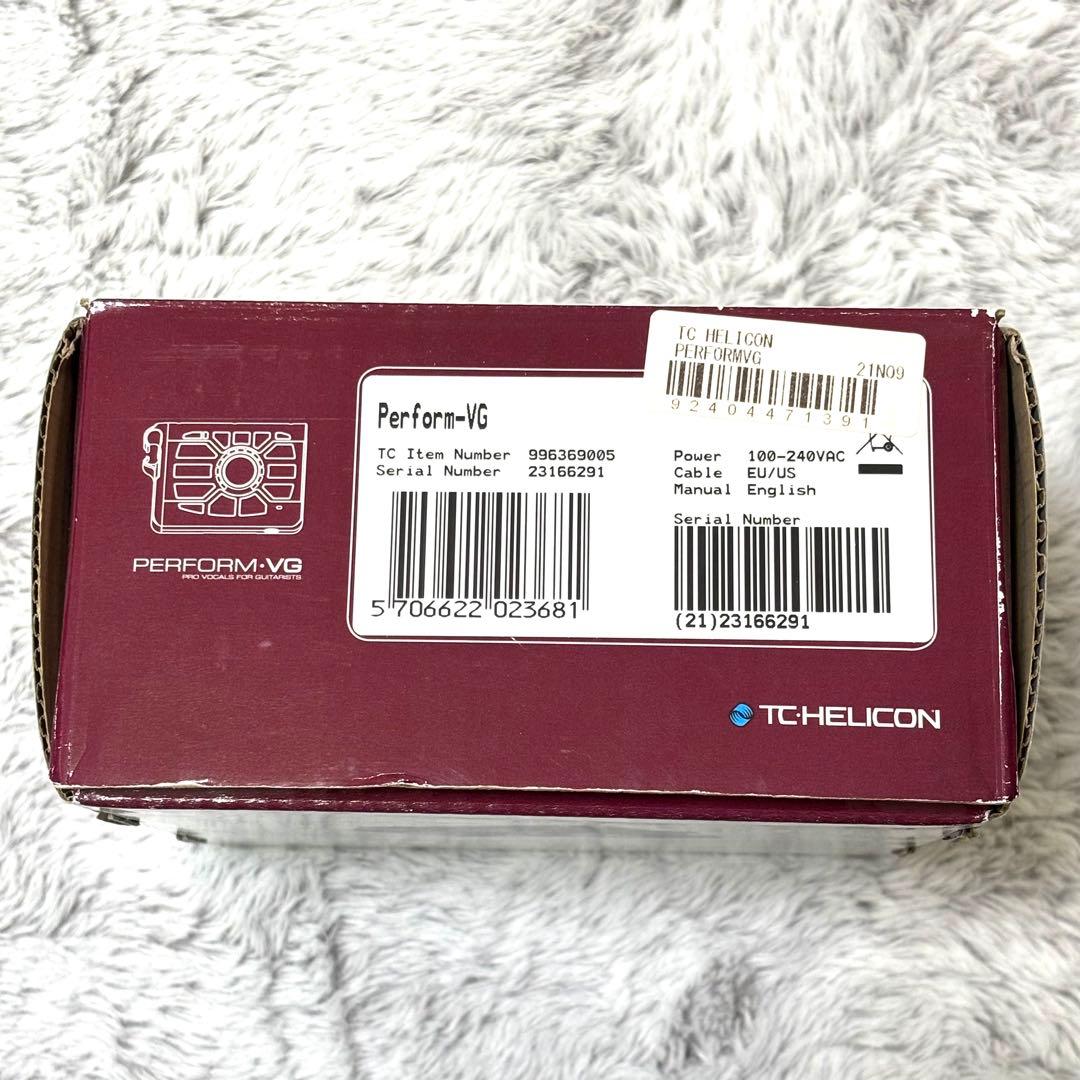 TC HELICON
PERFORMVG
21N09
92404471391
Perform-VG
TC Item Number 996369005
Serial Number 23166291
5 706622 023681
Power 100-240VAC
Cable EU/US
Manual English
Serial Number
(21)23166291
PERFORM·VG
PRO VOCALS FOR GUITARISTS
TC·HELICON™